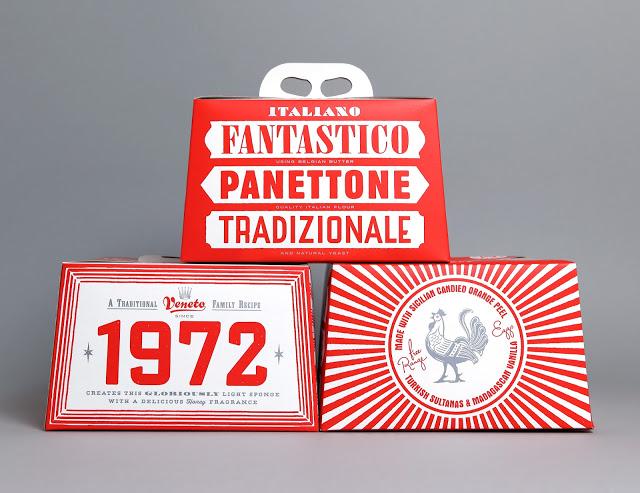 ITALIANO
FANTASTICO
USING BELGIAN BUTTER
PANETTONE
QUALITY ITALIAN FLOUR
TRADIZIONALE
AND NATURAL YEAST
A TRADITIONAL Veneto FAMILY RECIPE
SINCE
1972
CREATES THIS GLORIOUSLY LIGHT SPONGE
WITH A DELICIOUS Honey FRAGRANCE
MADE WITH SICILIAN CANDIED ORANGE PEEL
Free Range
Eggs
TURKISH SULTANAS & MADAGASCAN VANILLA